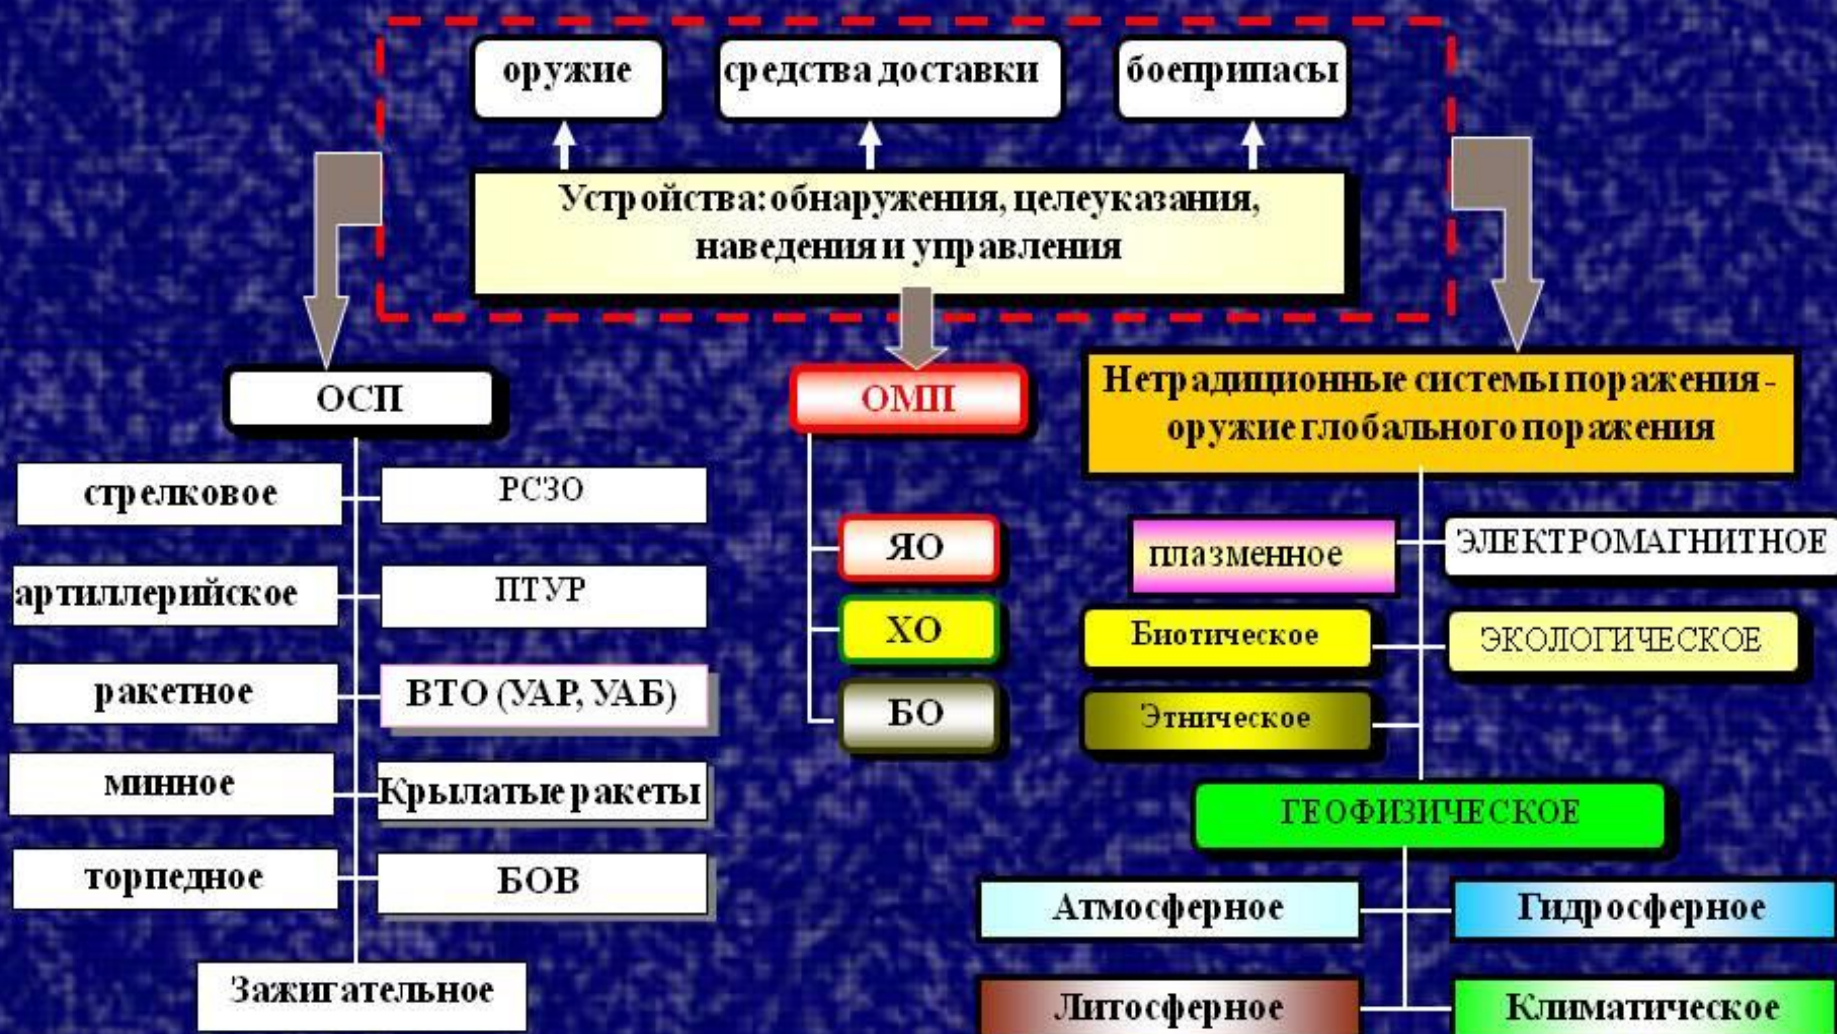 оружие
средства доставки
боеприпасы
Устройства: обнаружения, целеуказания,
наведения и управления
ОСП
стрелковое
РСЗО
артиллерийское
ПТУР
ракетное
ВТО (УАР, УАБ)
минное
Крылатые ракеты
торпедное
БОВ
Зажигательное
ОМП
ЯО
ХО
БО
Нетрадиционные системы поражения -
оружие глобального поражения
плазменное
ЭЛЕКТРОМАГНИТНОЕ
Биотическое
ЭКОЛОГИЧЕСКОЕ
Этническое
ГЕОФИЗИЧЕСКОЕ
Атмосферное
Гидросферное
Литосферное
Климатическое